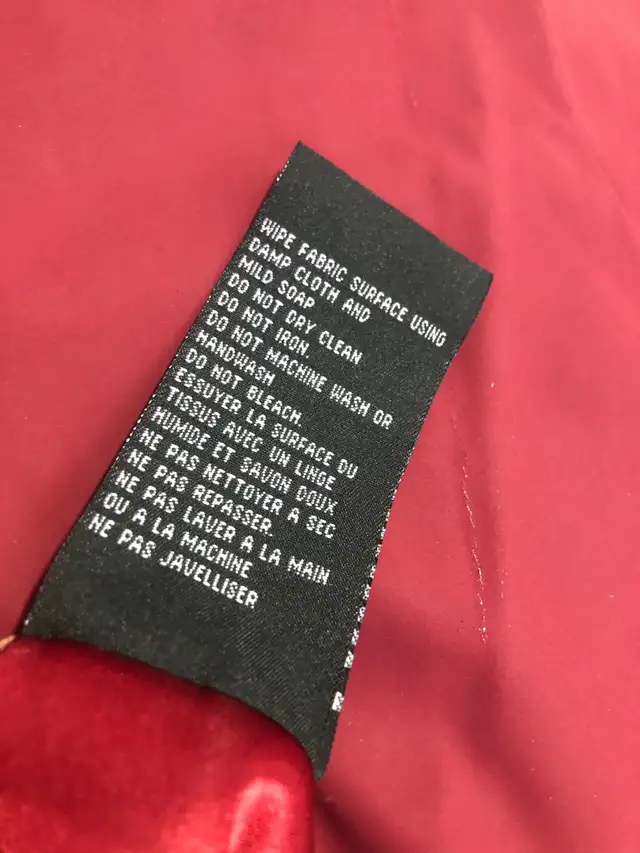 WIPE FABRIC SURFACE USING
DAMP CLOTH AND
MILD SOAP
DO NOT DRY CLEAN
DO NOT IRON.
DO NOT MACHINE WASH OR
HANDWASH
DO NOT BLEACH.
ESSUYER LA SURFACE DU
TISSUS AVEC UN LINGE
HUMIDE ET SAVON DOUX
NE PAS NETTOYER A SEC
NE PAS REPASSER.
NE PAS LAVER A LA MAIN
OU A LA MACHINE
NE PAS JAVELLISER